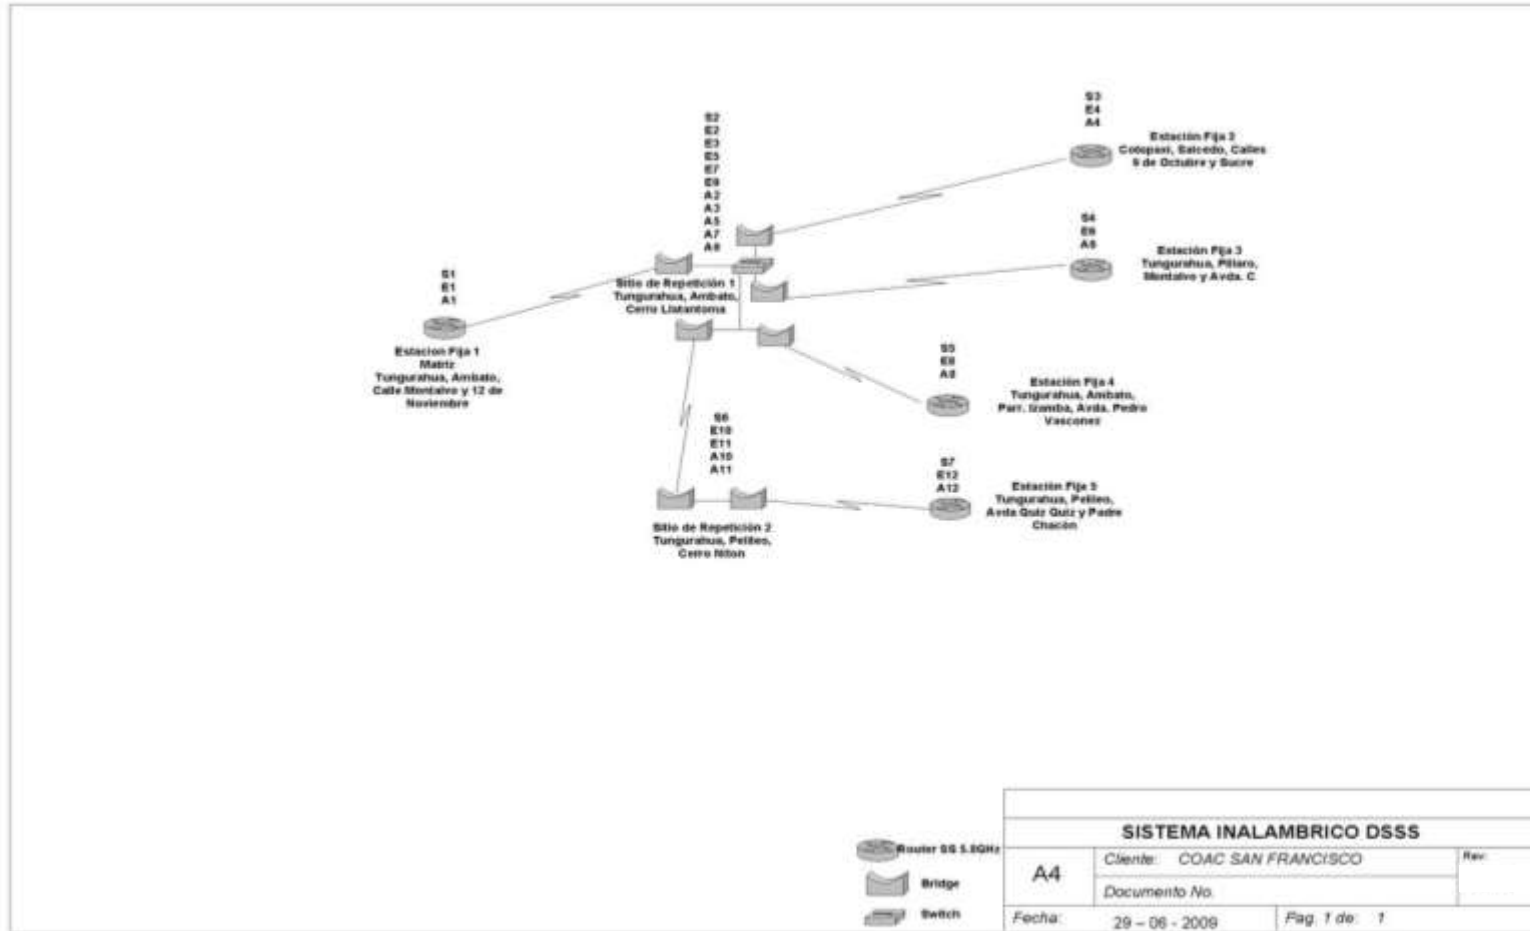 S1
E1
A1
Estacion Fija 1
Matriz
Tungurahua, Ambato,
Calle Montalvo y 12 de
Noviembre
S2
E2
E3
E5
E7
E9
A2
A3
A5
A7
Sitio de Repetición 1
Tungurahua, Ambato,
Cerro
S3
E4
A4
Estación Fija 2
Cotopaxi, Salcedo, Calles
9 de Octubre y Sucre
S4
E6
A6
Estación Fija 3
Tungurahua, Pillaro,
Montalvo y Avda. C
S5
E8
A8
Estación Fija 4
Tungurahua, Ambato,
Parr. Izamba, Avda. Pedro
Vasconez
S6
E10
E11
A10
A11
Sitio de Repetición 2
Tungurahua, Pelileo,
Cerro Niton
S7
E12
A12
Estación Fija 5
Tungurahua, Pelileo,
Avda Quiz Quiz y Padre
Chacón
Router SS 5.8GHz
Bridge
Switch
SISTEMA INALAMBRICO DSSS
A4
Cliente: COAC SAN FRANCISCO
Rev:
Documento No.
Fecha: 29 – 06 - 2009
Pag. 1 de: 1